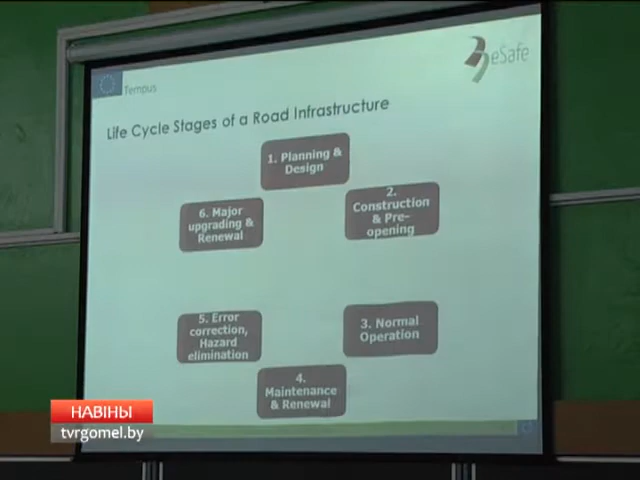 Tempus
BeSafe
Life Cycle Stages of a Road Infrastructure
1. Planning &
Design
2.
Construction
& Pre-
opening
3. Normal
Operation
4.
Maintenance
& Renewal
5. Error
correction,
Hazard
elimination
6. Major
upgrading &
Renewal
НАВІНЫ
tvrgomel.by